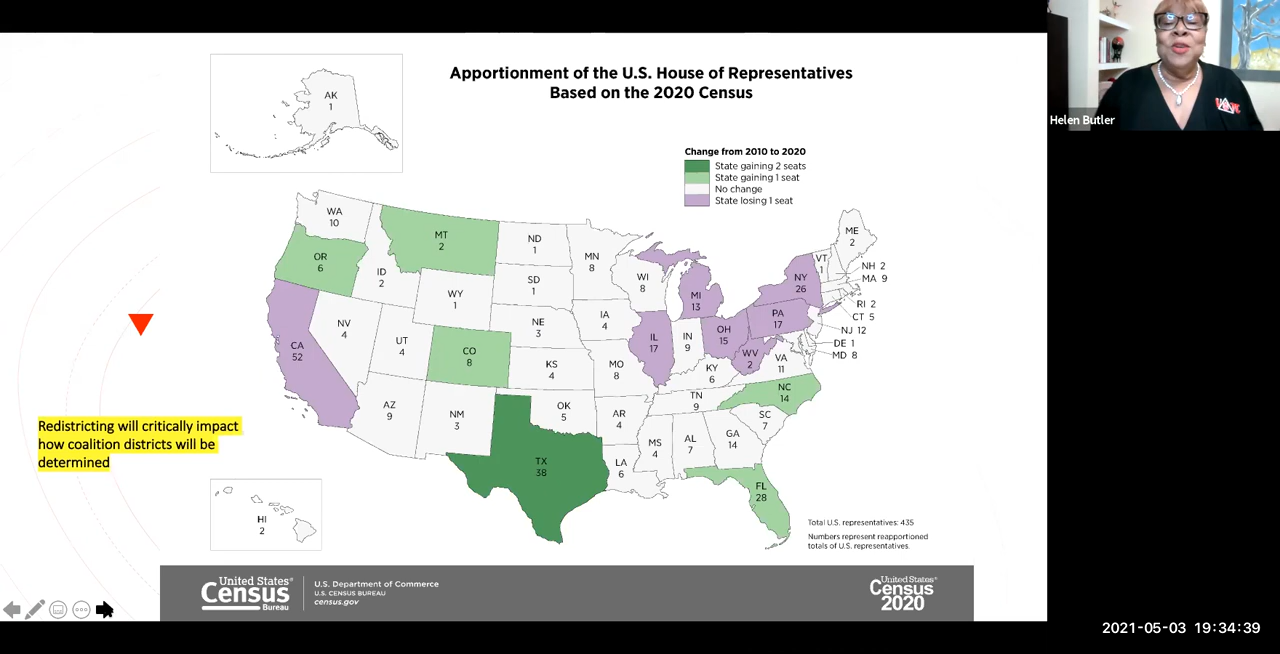 Apportionment of the U.S. House of Representatives
Based on the 2020 Census
Helen Butler
AK
1
Change from 2010 to 2020
State gaining 2 seats
State gaining 1 seat
No change
State losing 1 seat
WA
10
OR
6
MT
2
ID
2
ND
1
MN
8
SD
1
WI
8
MI
13
NY
26
VT
1
ME
2
NH 2
MA 9
RI 2
CT 5
NJ 12
DE 1
MD 8
WY
1
NE
3
IA
4
IL
17
IN
9
OH
15
PA
17
WV
2
VA
11
CA
52
NV
4
UT
4
CO
8
KS
4
MO
8
KY
6
NC
14
AZ
9
NM
3
OK
5
AR
4
TN
9
SC
7
TX
38
LA
6
MS
4
AL
7
GA
14
FL
28
Redistricting will critically impact
how coalition districts will be
determined
HI
2
Total U.S. representatives: 435
Numbers represent reapportioned
totals of U.S. representatives.
United States®
Census
Bureau
U.S. Department of Commerce
U.S. CENSUS BUREAU
census.gov
United States®
Census
2020
2021-05-03 19:34:39